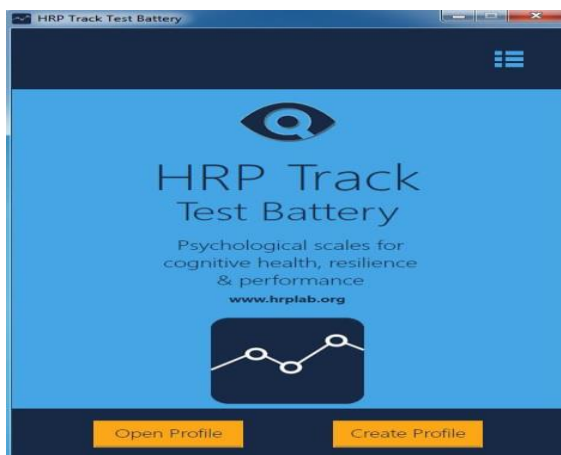 HRP Track Test Battery
HRP Track
Test Battery
Psychological scales for
cognitive health, resilience
& performance
www.hrplab.org
Open Profile
Create Profile